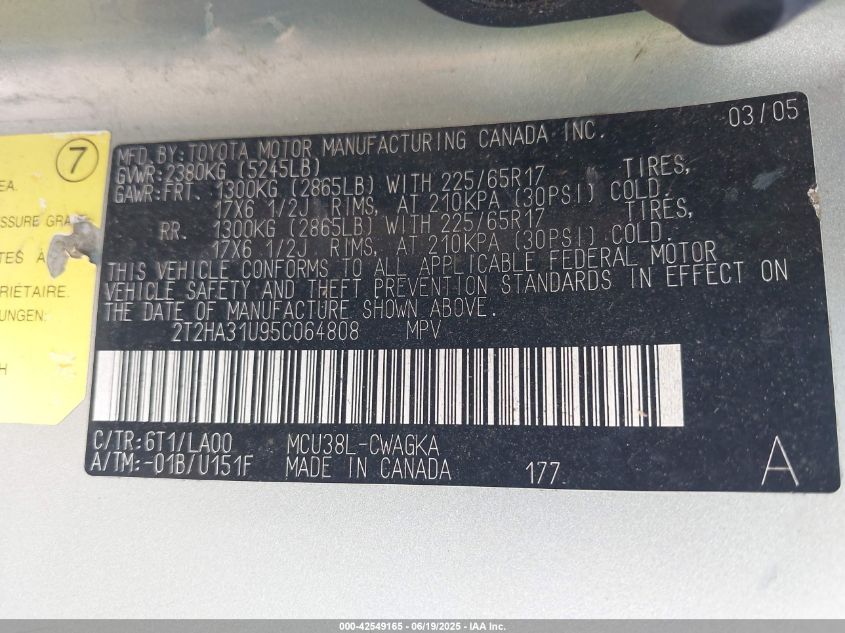 03/05
MFD.BY:TOYOTA MOTOR MANUFACTURING CANADA INC.
GVWR:2380KG (5245LB)
GAWR:FRT. 1300KG (2865LB) WITH 225/65R17 TIRES,
17X6 1/2J RIMS, AT 210KPA (30PSI) COLD.
RR. 1300KG (2865LB) WITH 225/65R17 TIRES,
17X6 1/2J RIMS, AT 210KPA (30PSI) COLD.
THIS VEHICLE CONFORMS TO ALL APPLICABLE FEDERAL MOTOR
VEHICLE SAFETY AND THEFT PREVENTION STANDARDS IN EFFECT ON
THE DATE OF MANUFACTURE SHOWN ABOVE.
2T2HA31U95C064808 MPV
C/TR:6T1/LA00 MCU38L-CWAGKA
A/TM:-01B/U151F MADE IN CANADA 177 A
7
EA.
SSURE GRA
TES À
RIÉTAIRE.
UNGEN:
H
000-42549165 - 06/19/2025 - IAA Inc.